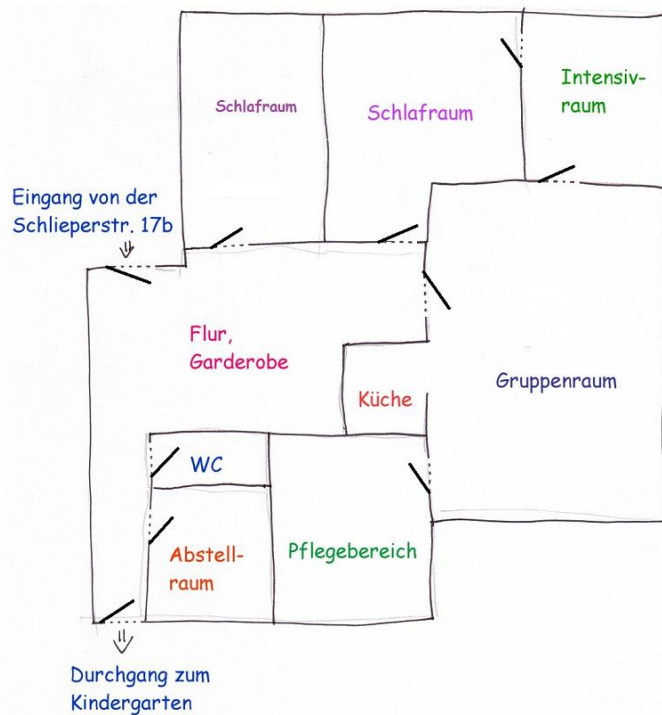 Schlafraum
Schlafraum
Intensiv-
raum
Eingang von der
Schlieperstr. 17b
Flur,
Garderobe
Küche
Gruppenraum
WC
Abstell-
raum
Pflegebereich
Durchgang zum
Kindergarten